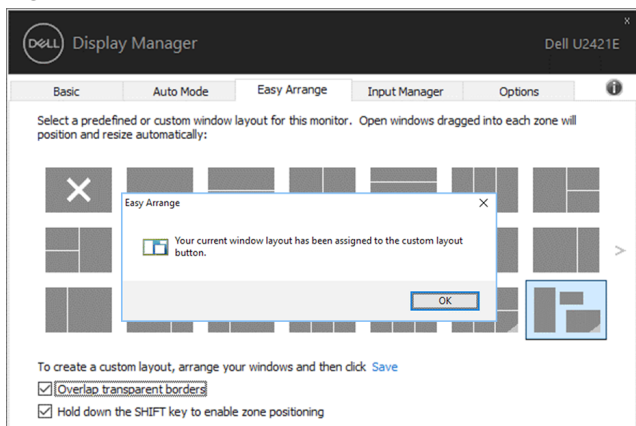 x
DELL Display Manager
Dell U2421E
Basic Auto Mode Easy Arrange Input Manager Options
Select a predefined or custom window layout for this monitor. Open windows dragged into each zone will
position and resize automatically:
Easy Arrange
Your current window layout has been assigned to the custom layout
button.
OK
To create a custom layout, arrange your windows and then click Save
Overlap transparent borders
Hold down the SHIFT key to enable zone positioning